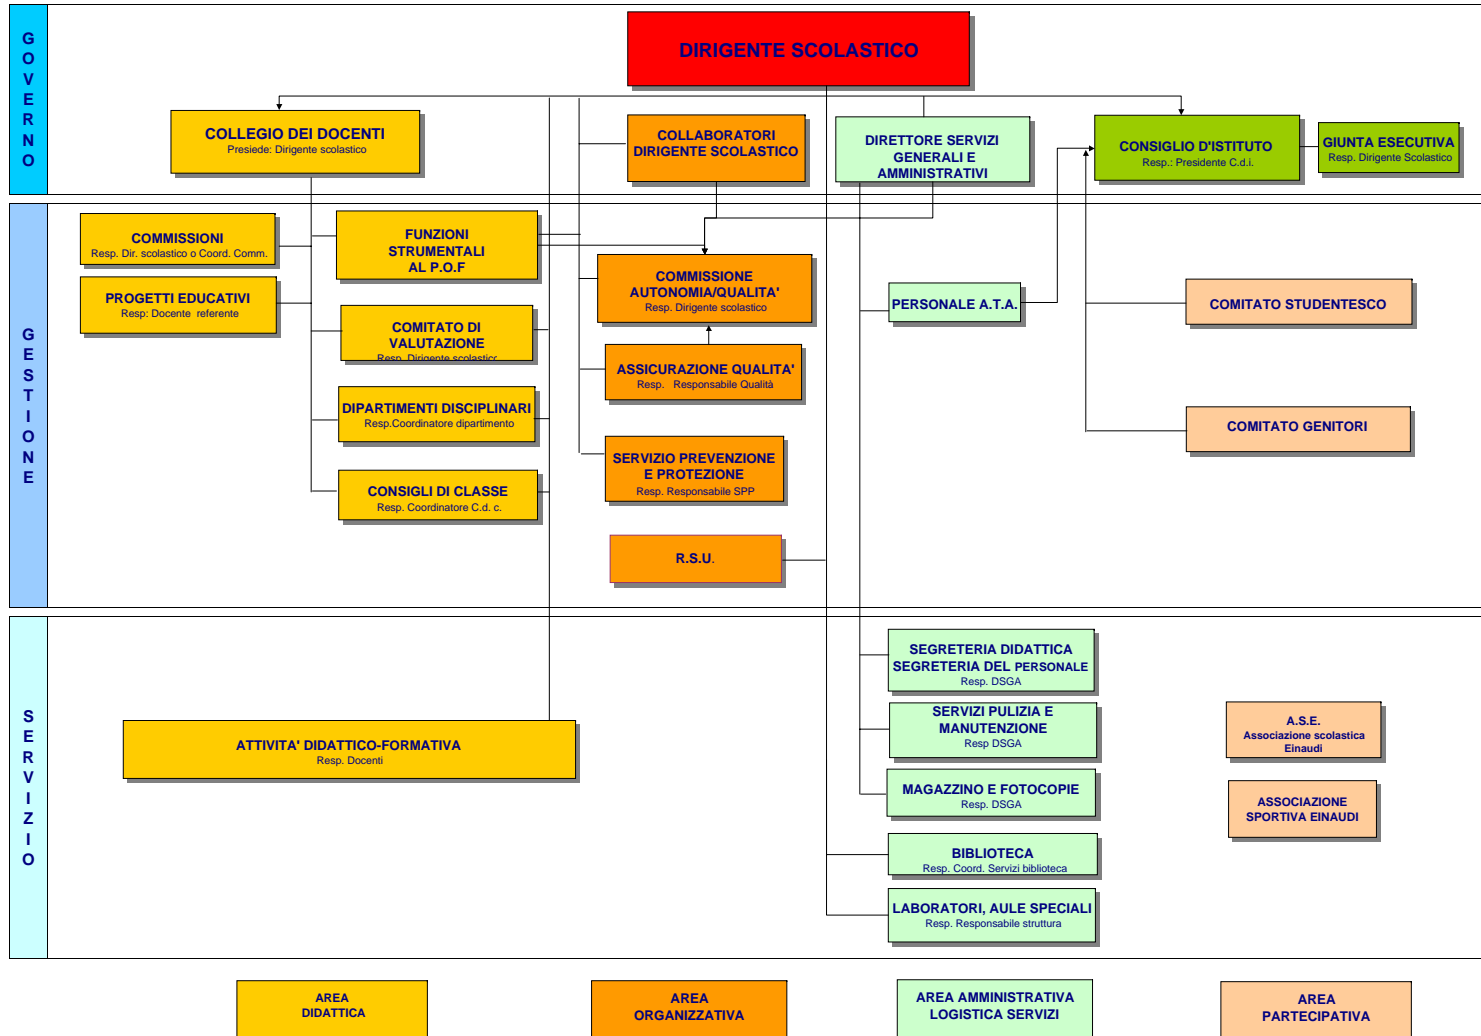 GOVERNO
DIRIGENTE SCOLASTICO
COLLEGIO DEI DOCENTI
Presiede: Dirigente scolastico
COLLABORATORI
DIRIGENTE SCOLASTICO
DIRETTORE SERVIZI
GENERALI E
AMMINISTRATIVI
CONSIGLIO D'ISTITUTO
Resp.: Presidente C.d.i.
GIUNTA ESECUTIVA
Resp. Dirigente Scolastico
GESTIONE
COMMISSIONI
Resp. Dir. scolastico o Coord. Comm.
FUNZIONI
STRUMENTALI
AL P.O.F
PROGETTI EDUCATIVI
Resp: Docente referente
COMMISSIONE
AUTONOMIA/QUALITA'
Resp. Dirigente scolastico
PERSONALE A.T.A.
COMITATO STUDENTESCO
COMITATO DI
VALUTAZIONE
Resp. Dirigente scolastico
ASSICURAZIONE QUALITA'
Resp. Responsabile Qualità
DIPARTIMENTI DISCIPLINARI
Resp.Coordinatore dipartimento
COMITATO GENITORI
SERVIZIO PREVENZIONE
E PROTEZIONE
Resp. Responsabile SPP
CONSIGLI DI CLASSE
Resp. Coordinatore C.d. c.
R.S.U.
SERVIZIO
SEGRETERIA DIDATTICA
SEGRETERIA DEL PERSONALE
Resp. DSGA
SERVIZI PULIZIA E
MANUTENZIONE
Resp DSGA
A.S.E.
Associazione scolastica
Einaudi
ATTIVITA' DIDATTICO-FORMATIVA
Resp. Docenti
MAGAZZINO E FOTOCOPIE
Resp. DSGA
ASSOCIAZIONE
SPORTIVA EINAUDI
BIBLIOTECA
Resp. Coord. Servizi biblioteca
LABORATORI, AULE SPECIALI
Resp. Responsabile struttura
AREA
DIDATTICA
AREA
ORGANIZZATIVA
AREA AMMINISTRATIVA
LOGISTICA SERVIZI
AREA
PARTECIPATIVA